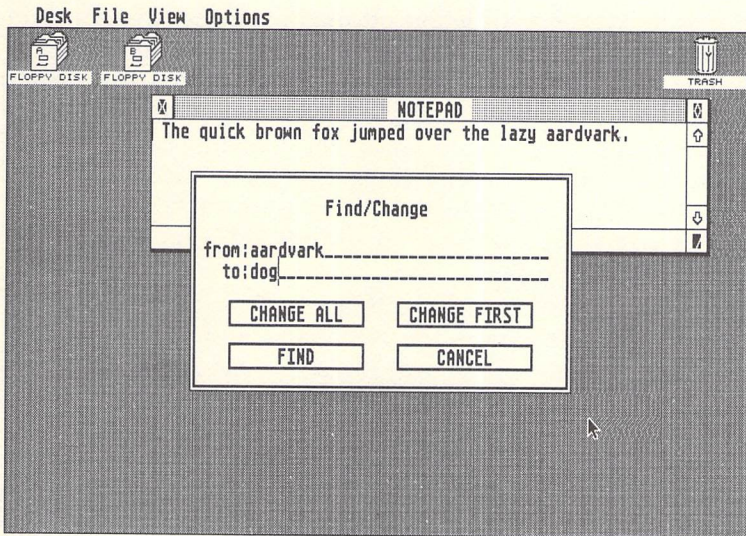 Desk File View Options
A B
FLOPPY DISK FLOPPY DISK
TRASH
NOTEPAD
The quick brown fox jumped over the lazy aardvark.
Find/Change
from:aardvark
to:dog
CHANGE ALL CHANGE FIRST
FIND CANCEL